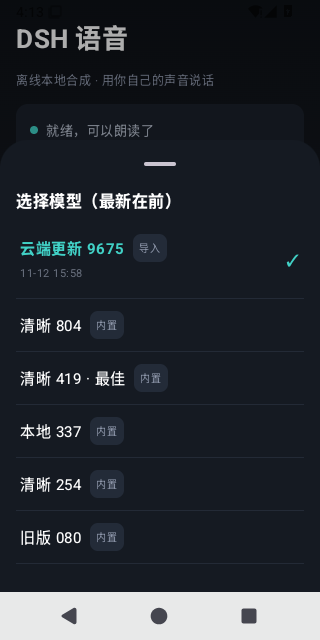 4:13
DSH 语音
离线本地合成 · 用你自己的声音说话
就绪，可以朗读了
选择模型（最新在前）
云端更新 9675 导入
11-12 15:58
清晰 804 内置
清晰 419 · 最佳 内置
本地 337 内置
清晰 254 内置
旧版 080 内置